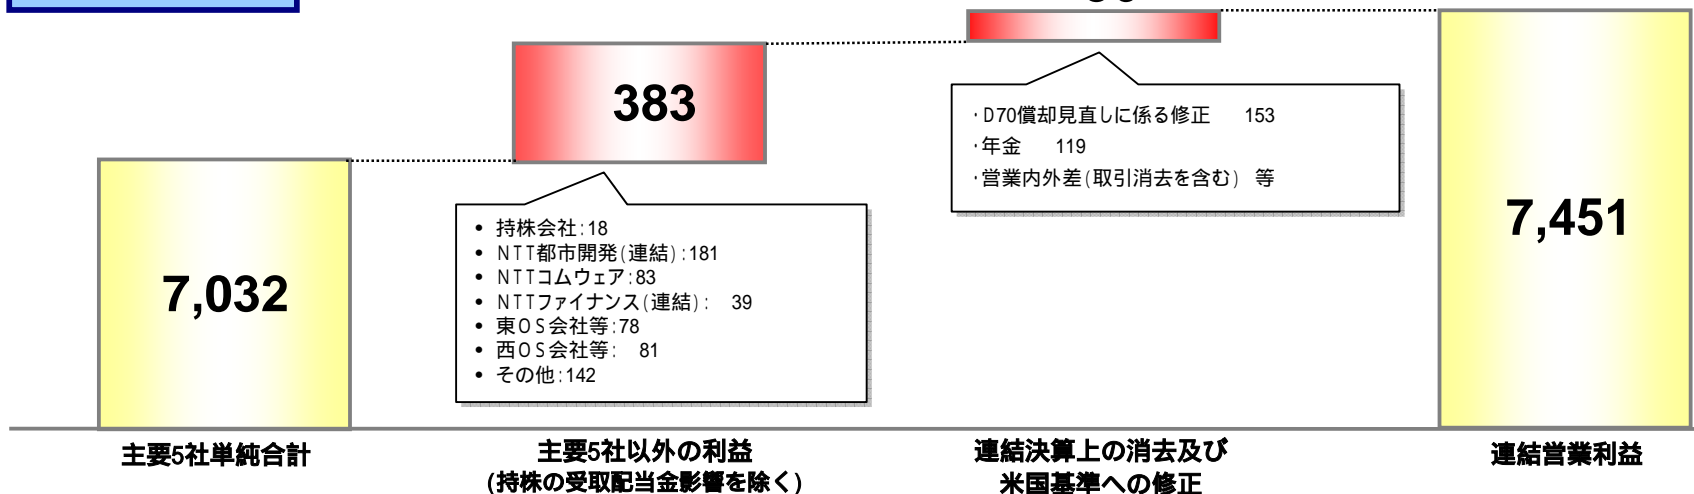 383
・D70償却見直しに係る修正 153
・年金 119
・営業内外差(取引消去を含む) 等
7,451
7,032
• 持株会社:18
• NTT都市開発(連結):181
• NTTコムウェア:83
• NTTファイナンス(連結): 39
• 東OS会社等:78
• 西OS会社等: 81
• その他:142
主要5社単純合計
主要5社以外の利益
(持株の受取配当金影響を除く)
連結決算上の消去及び
米国基準への修正
連結営業利益